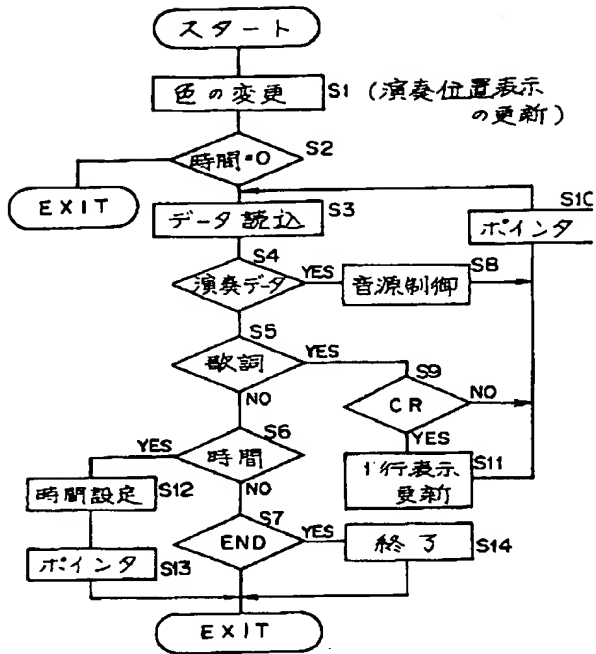 スタート
色の変更 S1 (演奏位置表示
の更新)
時間=0 S2
EXIT
データ読込 S3
ポインタ S10
演奏データ S4
YES
音源制御 S8
歌詞 S5
YES
NO
CR S9
NO
YES
時間 S6
YES
NO
1行表示
更新 S11
時間設定 S12
END S7
YES
終了 S14
ポインタ S13
EXIT